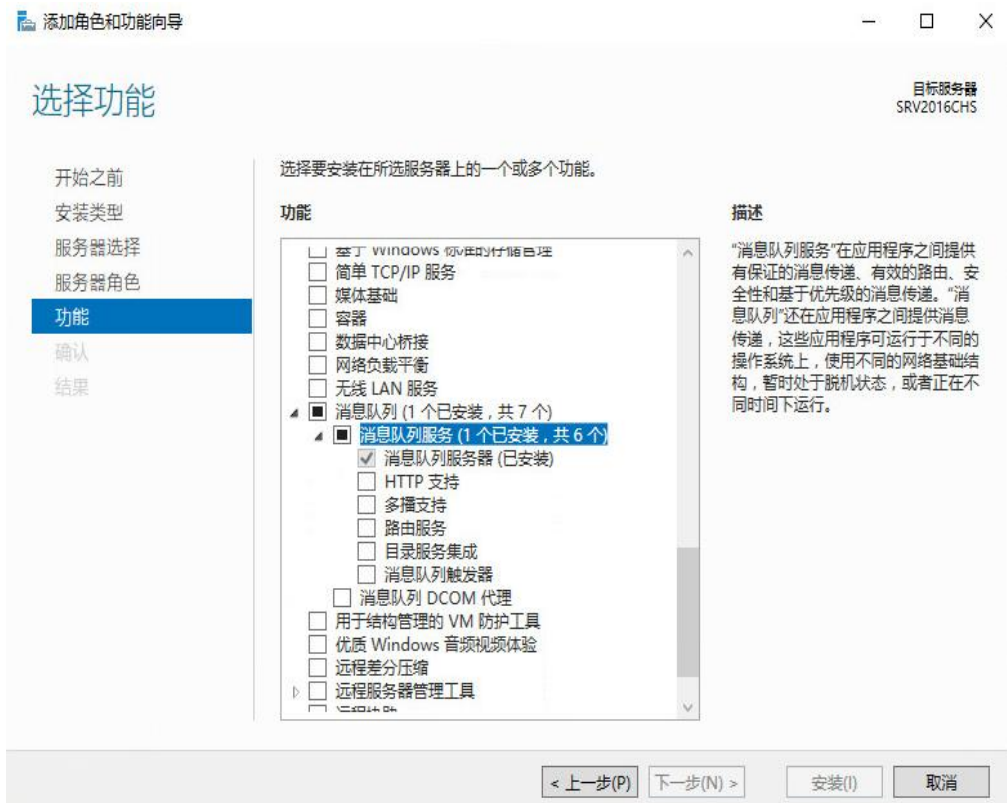 添加角色和功能向导
选择功能
目标服务器
SRV2016CHS
开始之前
安装类型
服务器选择
服务器角色
功能
确认
结果
选择要安装在所选服务器上的一个或多个功能。
功能
基于 Windows 标准的存储管理
简单 TCP/IP 服务
媒体基础
容器
数据中心桥接
网络负载平衡
无线 LAN 服务
消息队列 (1 个已安装，共 7 个)
消息队列服务 (1 个已安装，共 6 个)
消息队列服务器 (已安装)
HTTP 支持
多播支持
路由服务
目录服务集成
消息队列触发器
消息队列 DCOM 代理
用于结构管理的 VM 防护工具
优质 Windows 音频视频体验
远程差分压缩
远程服务器管理工具
远程协助
描述
“消息队列服务”在应用程序之间提供
有保证的消息传递、有效的路由、安
全性和基于优先级的消息传递。“消
息队列”还在应用程序之间提供消息
传递，这些应用程序可运行于不同的
操作系统上，使用不同的网络基础结
构，暂时处于脱机状态，或者正在不
同时间下运行。
< 上一步(P)
下一步(N) >
安装(I)
取消